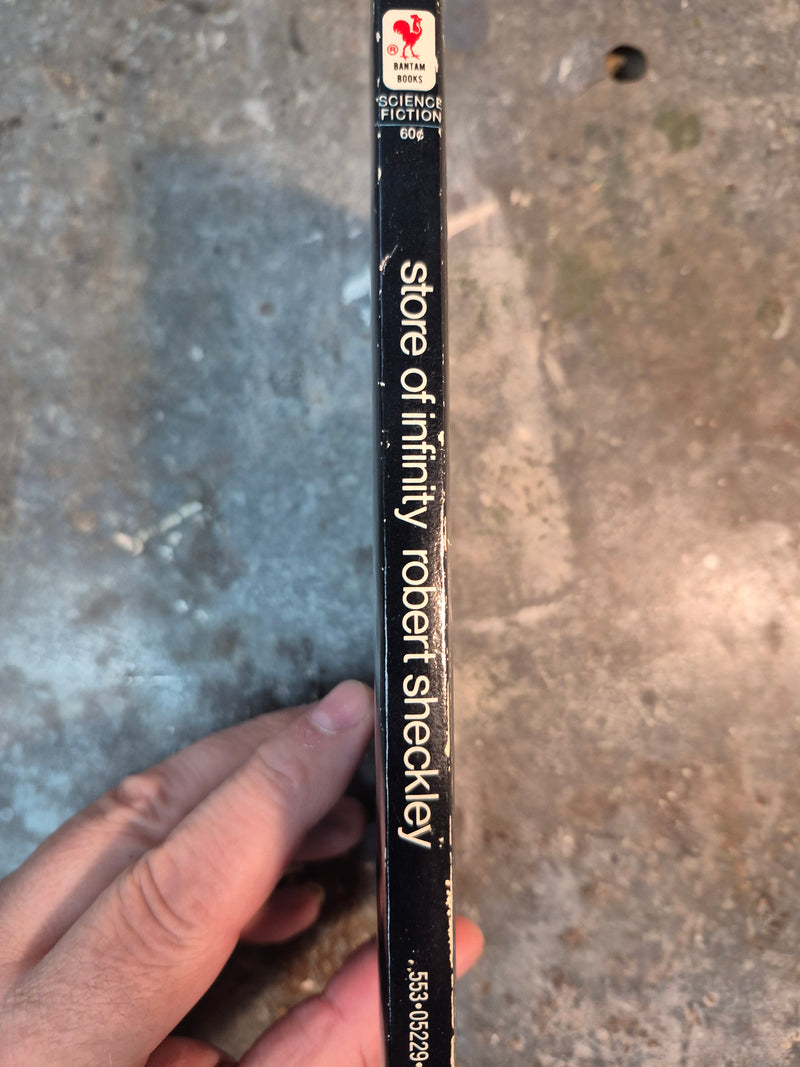 ®
BANTAM
BOOKS
SCIENCE
FICTION
60¢
store of infinity robert sheckley
553•05229•